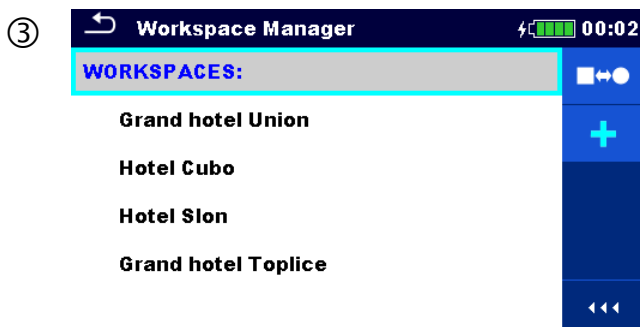 ③
Workspace Manager 00:02
WORKSPACES:
Grand hotel Union
Hotel Cubo
Hotel Slon
Grand hotel Toplice